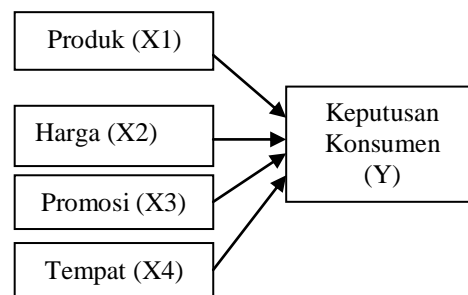 Produk (X1)
Harga (X2)
Promosi (X3)
Tempat (X4)
Keputusan
Konsumen
(Y)